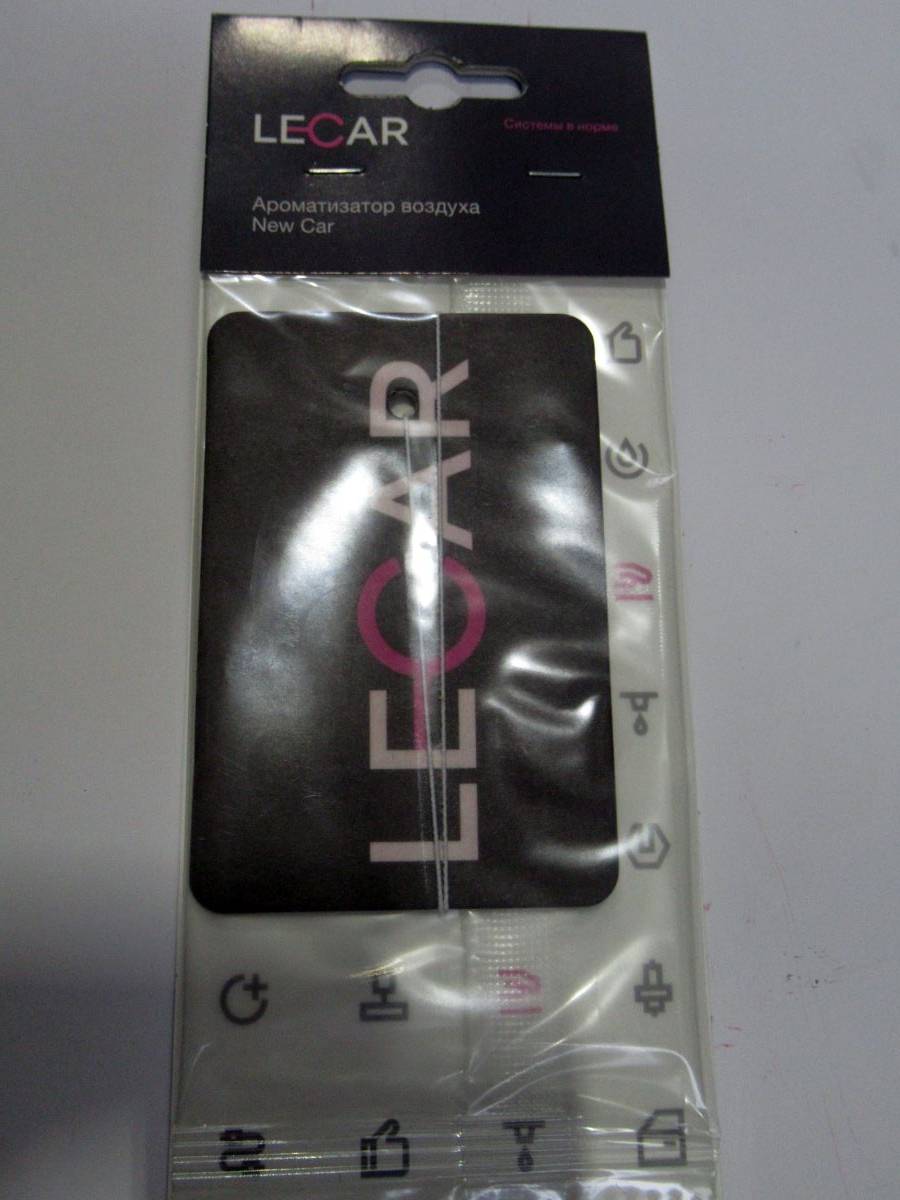 LECAR
Системы в норме
Ароматизатор воздуха
New Car
LECAR